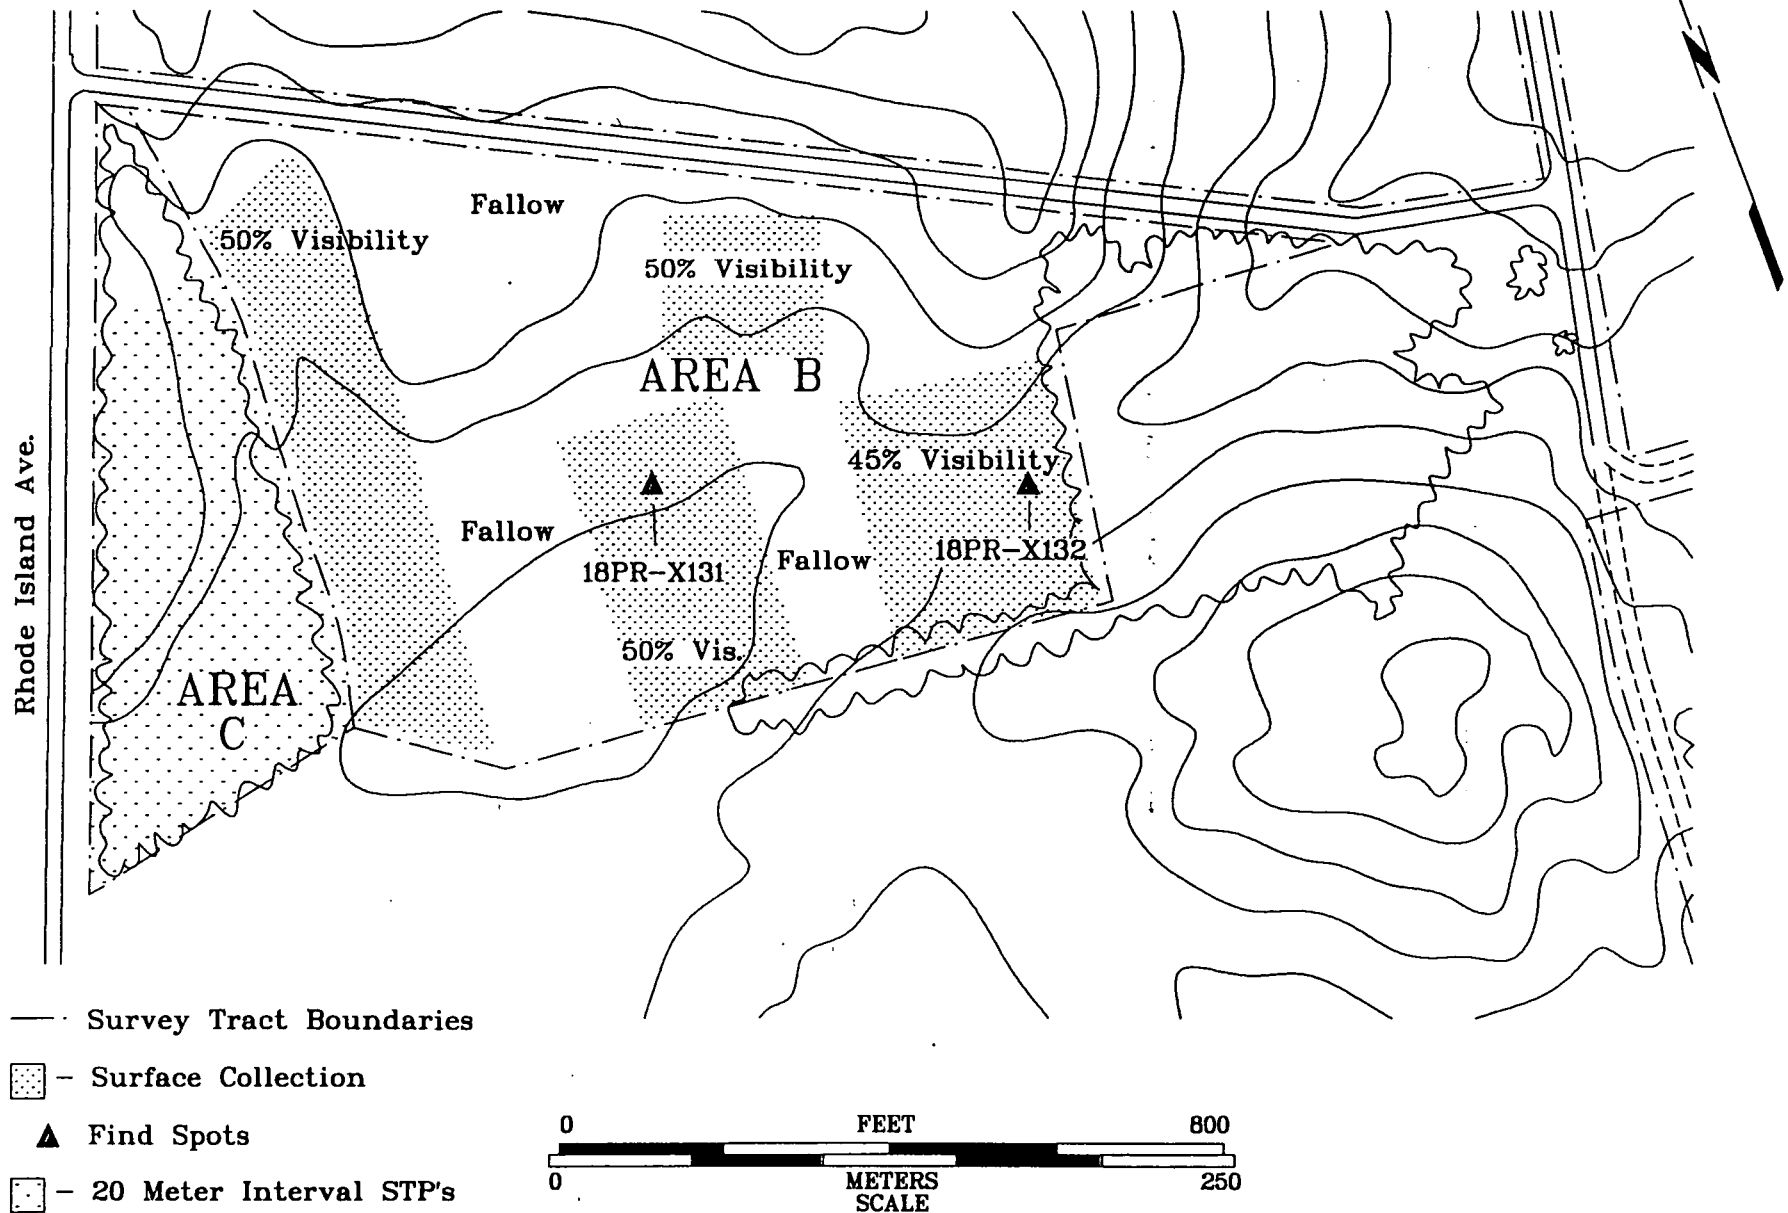 Fallow
50% Visibility
50% Visibility
AREA B
45% Visibility
Rhode Island Ave.
Fallow
Fallow
18PR-X132
18PR-X131
50% Vis.
AREA
C
Survey Tract Boundaries
- Surface Collection
Find Spots
- 20 Meter Interval STP's
0 FEET 800
0 METERS 250
SCALE